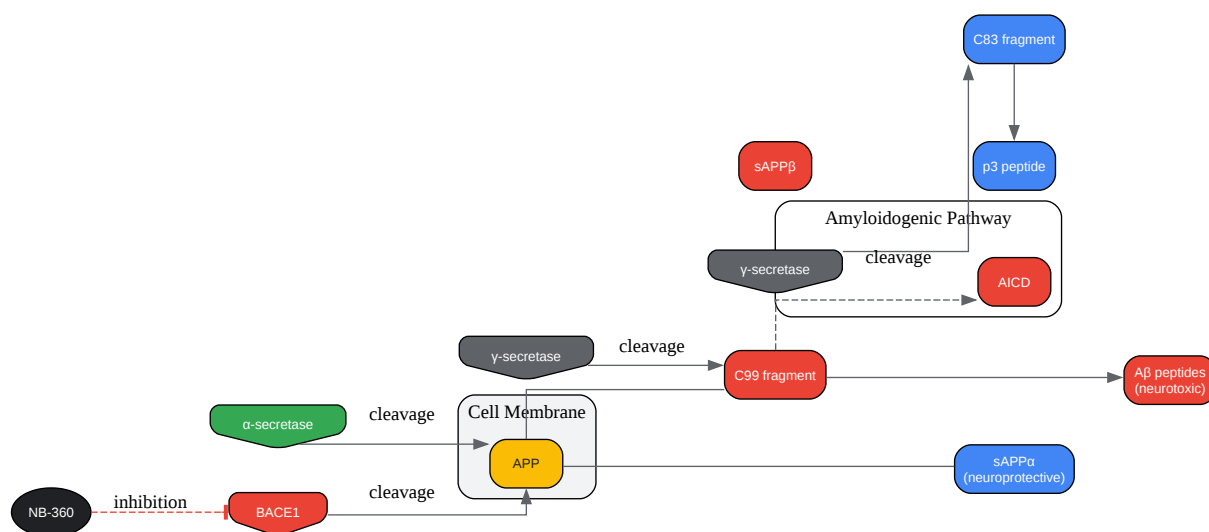 C83 fragment
sAPPβ
p3 peptide
Amyloidogenic Pathway
γ-secretase
cleavage
AICD
γ-secretase
cleavage
C99 fragment
Aβ peptides
(neurotoxic)
α-secretase
cleavage
Cell Membrane
APP
sAPPα
(neuroprotective)
NB-360
inhibition
BACE1
cleavage